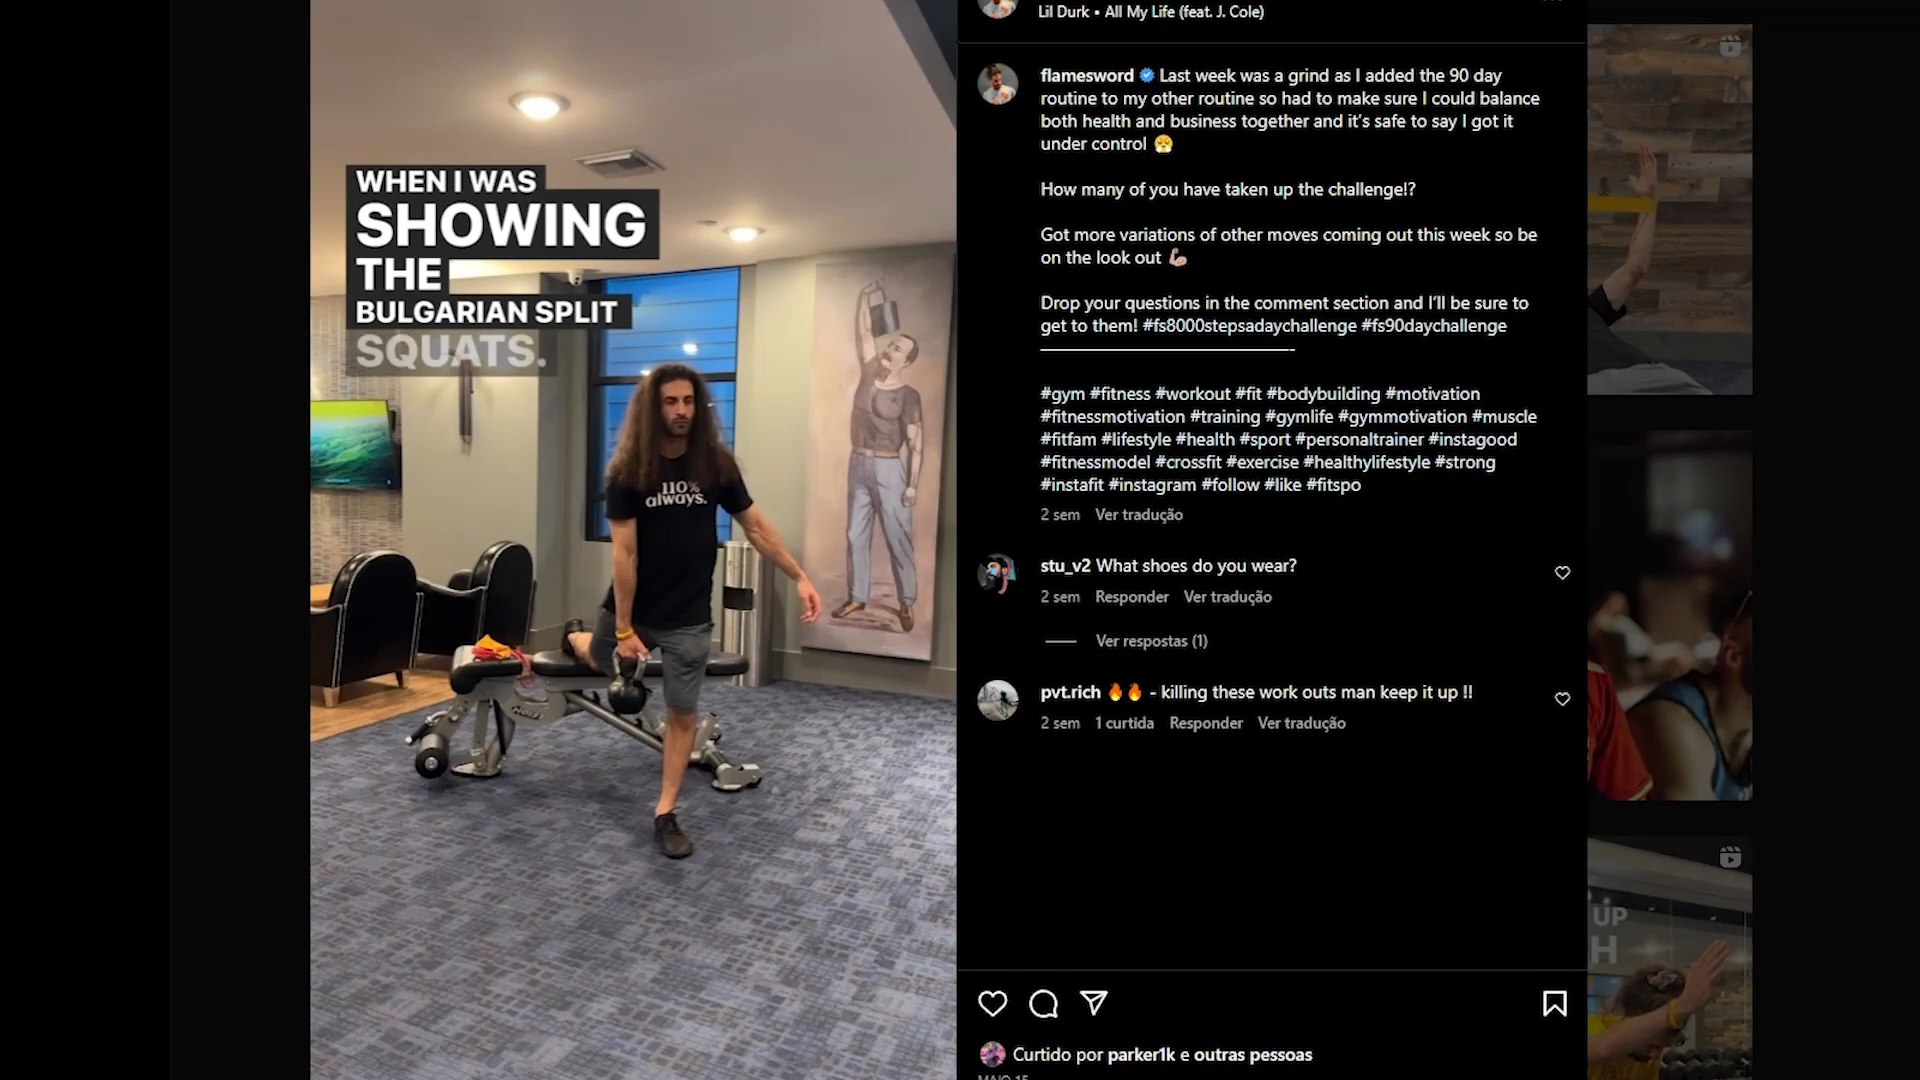 WHEN I WAS
SHOWING
THE
BULGARIAN SPLIT
SQUATS.
110%
always.
Lil Durk • All My Life (feat. J. Cole)
flamesword Last week was a grind as I added the 90 day
routine to my other routine so had to make sure I could balance
both health and business together and it's safe to say I got it
under control 😤
How many of you have taken up the challenge!?
Got more variations of other moves coming out this week so be
on the look out 💪🏼
Drop your questions in the comment section and I'll be sure to
get to them! #fs8000stepsadaychallenge #fs90daychallenge
————————————————-
#gym #fitness #workout #fit #bodybuilding #motivation
#fitnessmotivation #training #gymlife #gymmotivation #muscle
#fitfam #lifestyle #health #sport #personaltrainer #instagood
#fitnessmodel #crossfit #exercise #healthylifestyle #strong
#instafit #instagram #follow #like #fitspo
2 sem Ver tradução
stu_v2 What shoes do you wear?
2 sem Responder Ver tradução
Ver respostas (1)
pvt.rich 🔥🔥 - killing these work outs man keep it up !!
2 sem 1 curtida Responder Ver tradução
Curtido por parker1k e outras pessoas
MAIO 15
UP
H